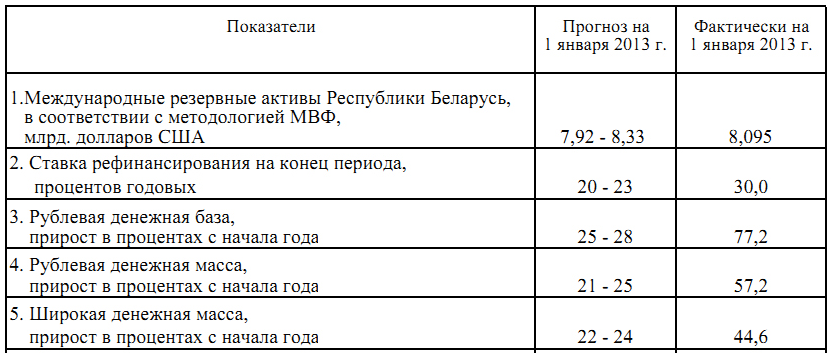 Показатели
Прогноз на
1 января 2013 г.
Фактически на
1 января 2013 г.
1.Международные резервные активы Республики Беларусь,
в соответствии с методологией МВФ,
млрд. долларов США
7,92 - 8,33
8,095
2. Ставка рефинансирования на конец периода,
процентов годовых
20 - 23
30,0
3. Рублевая денежная база,
прирост в процентах с начала года
25 - 28
77,2
4. Рублевая денежная масса,
прирост в процентах с начала года
21 - 25
57,2
5. Широкая денежная масса,
прирост в процентах с начала года
22 - 24
44,6